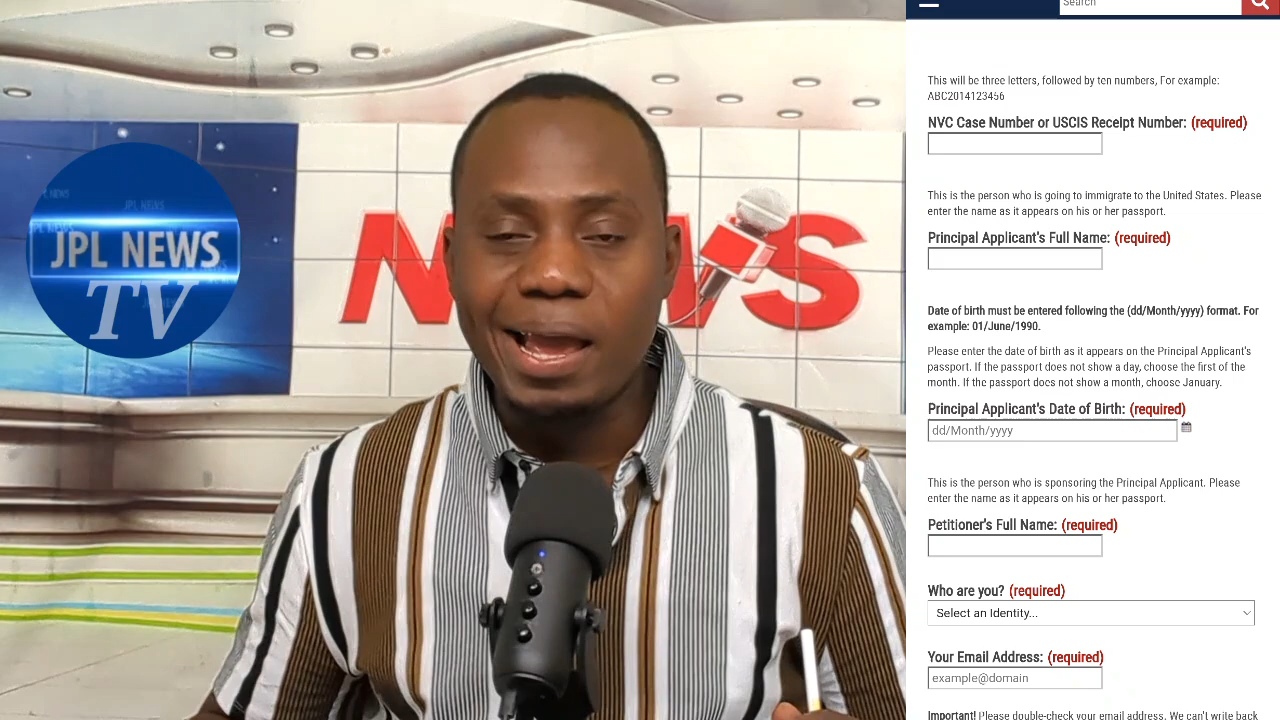 JPL NEWS
TV
NEWS
Search
This will be three letters, followed by ten numbers, For example:
ABC2014123456
NVC Case Number or USCIS Receipt Number: (required)
This is the person who is going to immigrate to the United States. Please
enter the name as it appears on his or her passport.
Principal Applicant's Full Name: (required)
Date of birth must be entered following the (dd/Month/yyyy) format. For
example: 01/June/1990.
Please enter the date of birth as it appears on the Principal Applicant's
passport. If the passport does not show a day, choose the first of the
month. If the passport does not show a month, choose January.
Principal Applicant's Date of Birth: (required)
dd/Month/yyyy
This is the person who is sponsoring the Principal Applicant. Please
enter the name as it appears on his or her passport.
Petitioner's Full Name: (required)
Who are you? (required)
Select an Identity...
Your Email Address: (required)
example@domain
Important! Please double-check your email address. We can't write back